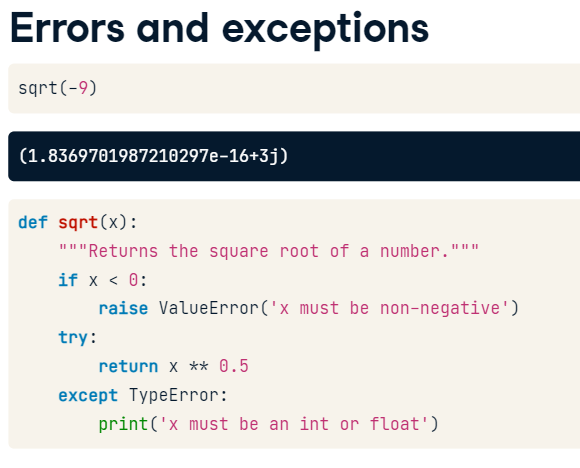 Errors and exceptions
sqrt(-9)
(1.8369701987210297e-16+3j)
def sqrt(x):
    """Returns the square root of a number."""
    if x < 0:
        raise ValueError('x must be non-negative')
    try:
        return x ** 0.5
    except TypeError:
        print('x must be an int or float')